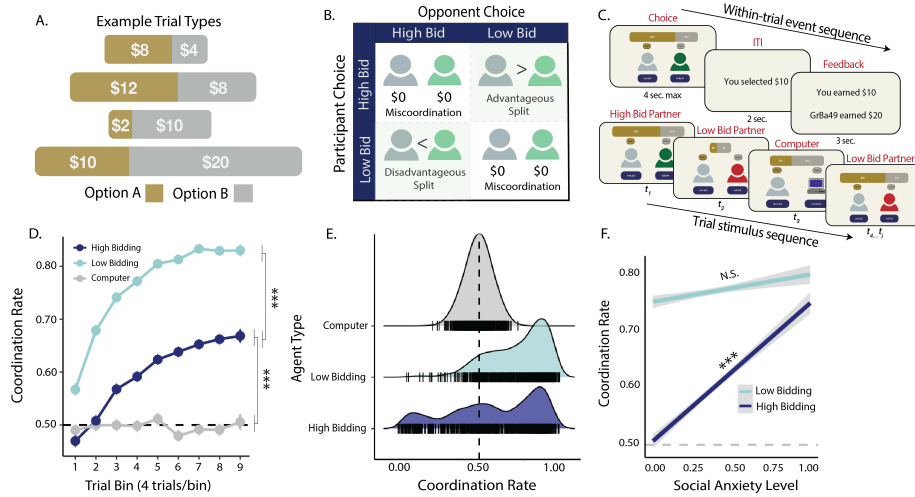 A.
Example Trial Types
$8 $4
$12 $8
$2 $10
$10 $20
Option A Option B
B.
Opponent Choice
High Bid Low Bid
Participant Choice
High Bid
Low Bid
$0 $0
Miscoordination
>
Advantageous
Split
<
Disadvantageous
Split
$0 $0
Miscoordination
C.
Within-trial event sequence
Choice
4 sec. max
ITI
You selected $10
2 sec.
Feedback
You earned $10
GrBa49 earned $20
3 sec.
High Bid Partner
t1
Low Bid Partner
t2
Computer
t3
Low Bid Partner
Trial stimulus sequence
D.
High Bidding
Low Bidding
Computer
Coordination Rate
0.80
0.70
0.60
0.50
***
***
1 2 3 4 5 6 7 8 9
Trial Bin (4 trials/bin)
E.
Agent Type
Computer
Low Bidding
High Bidding
0.00 0.50 1.00
Coordination Rate
F.
Coordination Rate
0.80
0.70
0.60
0.50
N.S.
***
Low Bidding
High Bidding
0.00 0.25 0.50 0.75 1.00
Social Anxiety Level